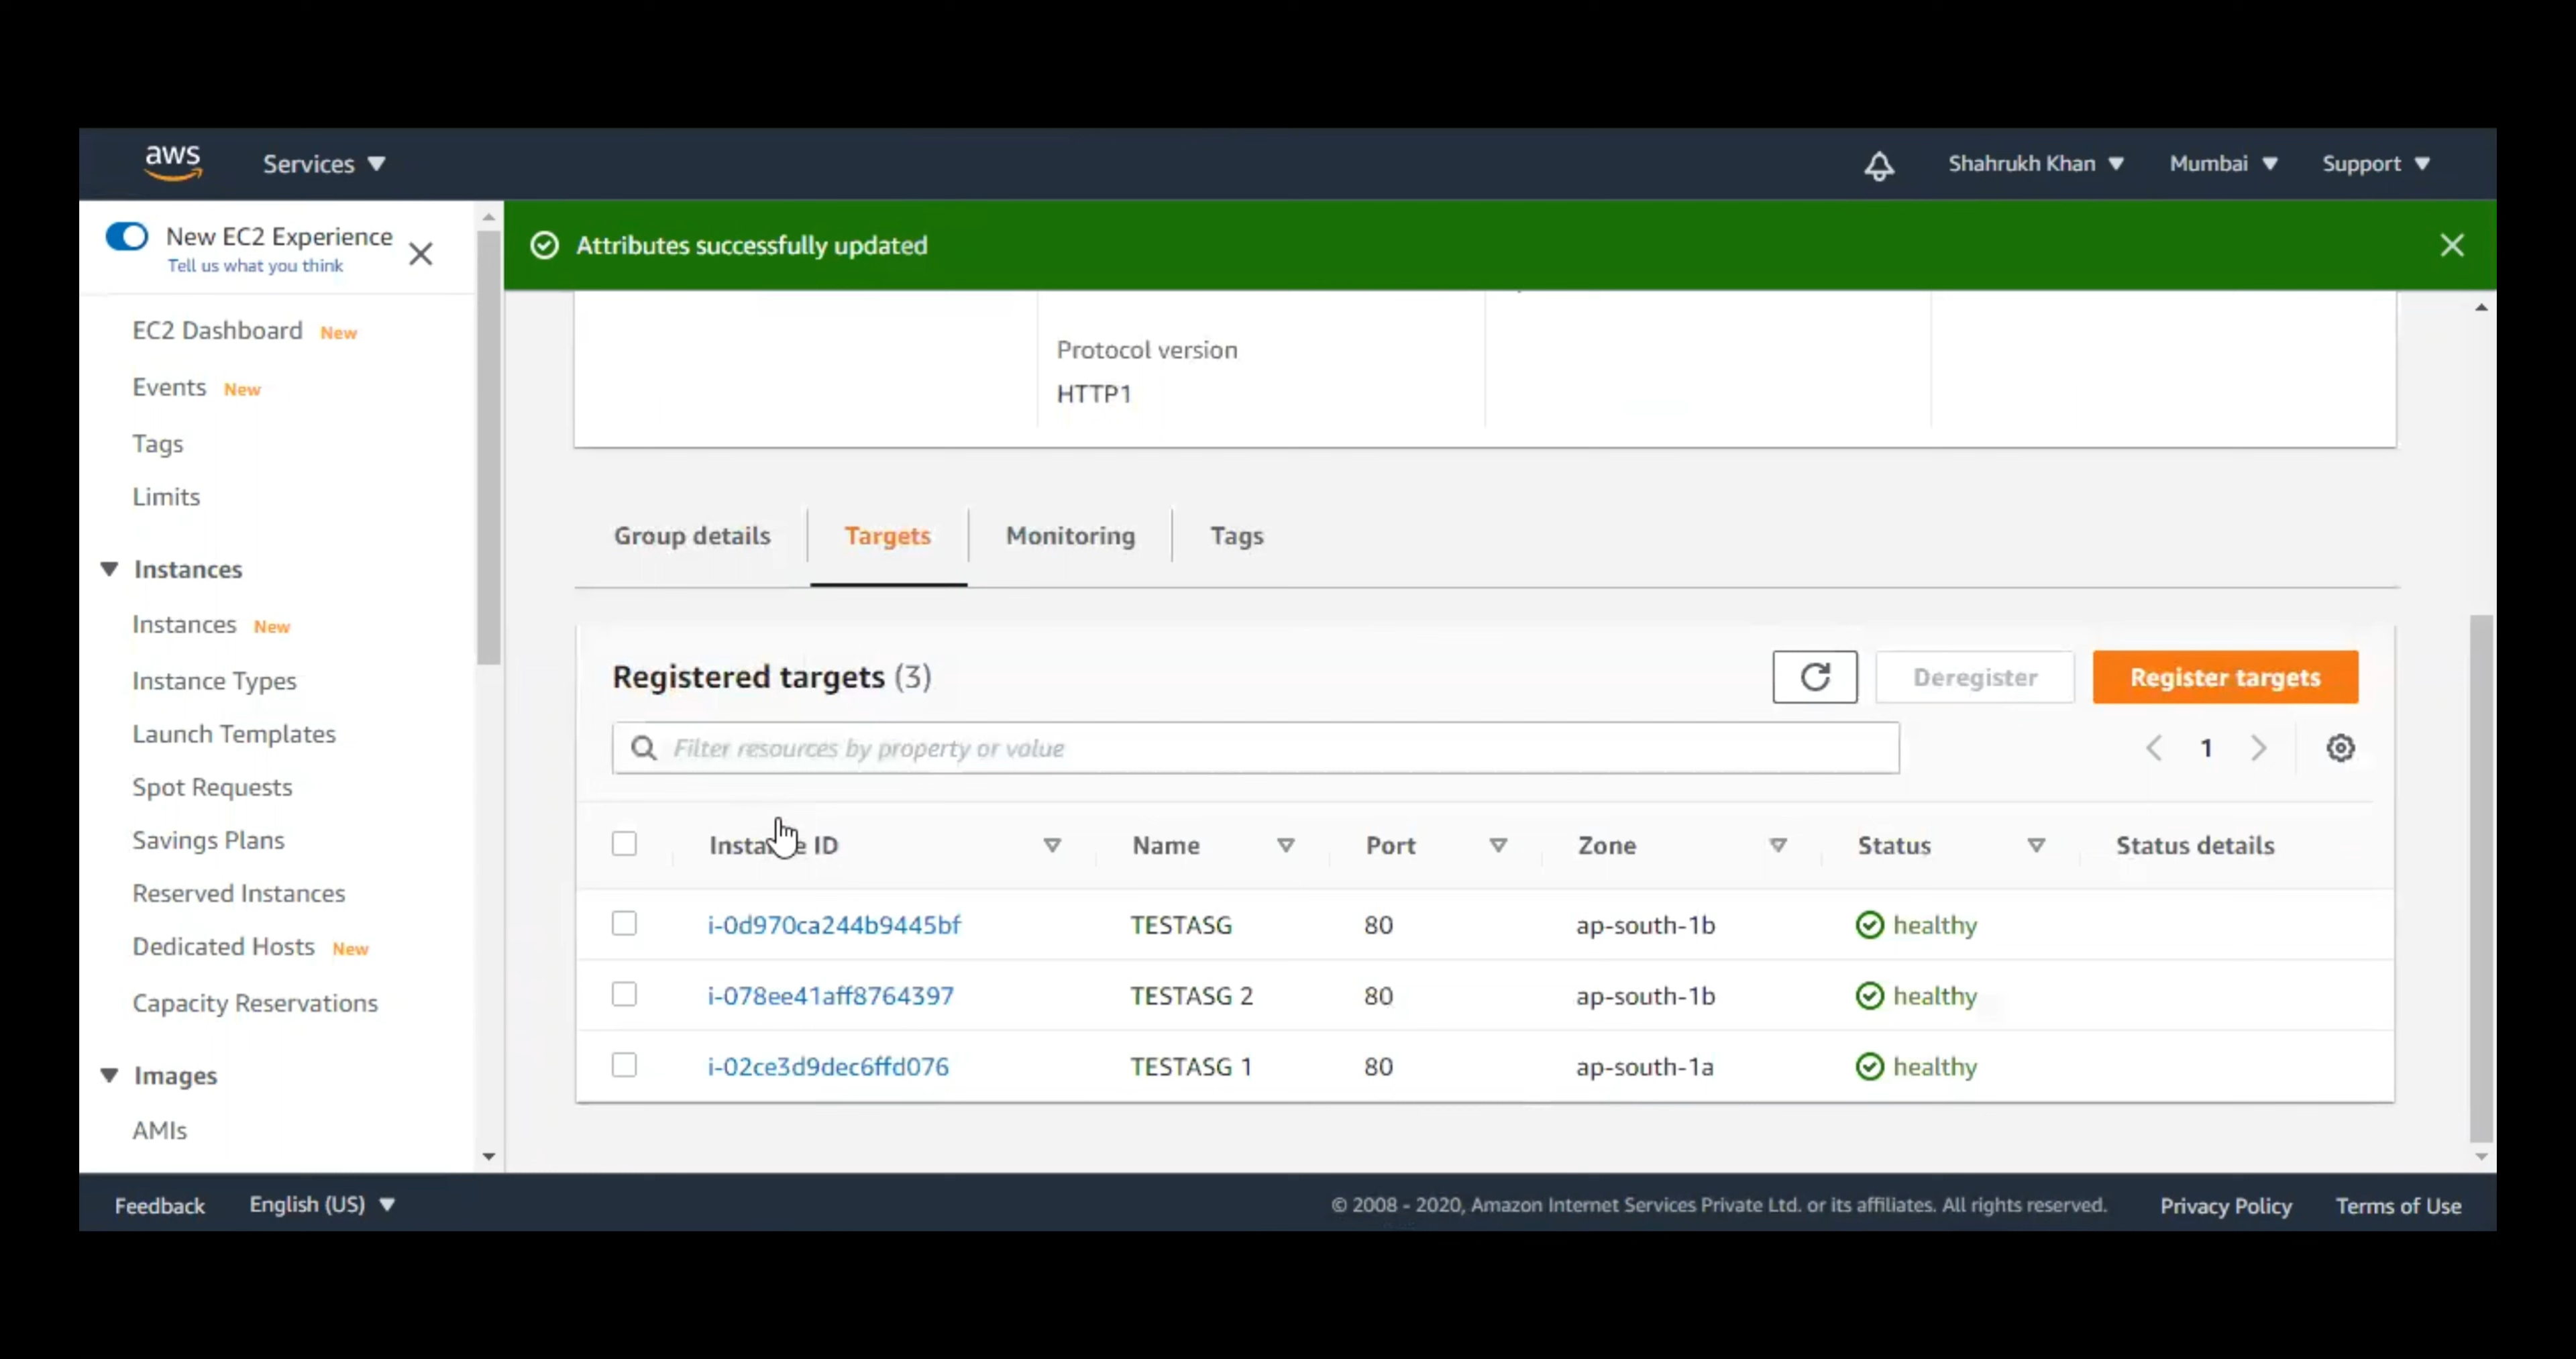 aws Services Shahrukh Khan Mumbai Support
New EC2 Experience
Tell us what you think
EC2 Dashboard New
Events New
Tags
Limits
Instances
Instances New
Instance Types
Launch Templates
Spot Requests
Savings Plans
Reserved Instances
Dedicated Hosts New
Capacity Reservations
Images
AMIs
Attributes successfully updated
Protocol version
HTTP1
Group details Targets Monitoring Tags
Registered targets (3) Deregister Register targets
Filter resources by property or value 1
Instance ID Name Port Zone Status Status details
i-0d970ca244b9445bf TESTASG 80 ap-south-1b healthy
i-078ee41aff8764397 TESTASG 2 80 ap-south-1b healthy
i-02ce3d9dec6ffd076 TESTASG 1 80 ap-south-1a healthy
Feedback English (US) © 2008 - 2020, Amazon Internet Services Private Ltd. or its affiliates. All rights reserved. Privacy Policy Terms of Use